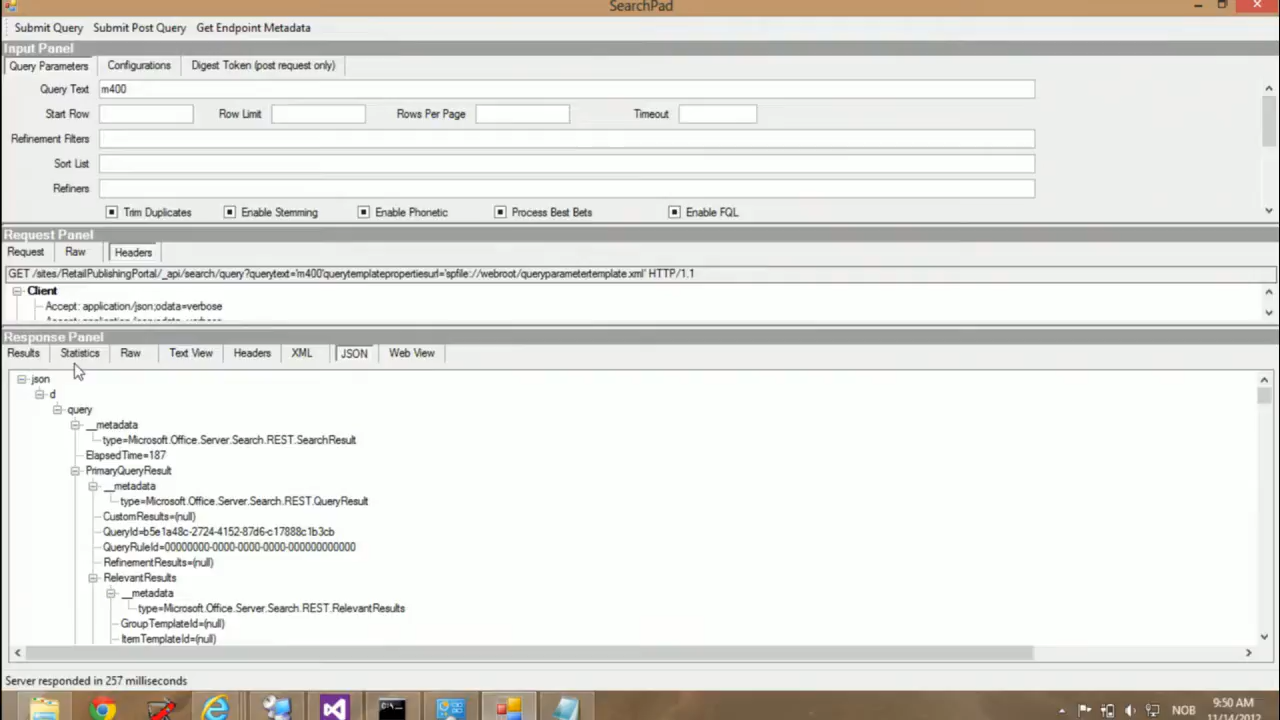 SearchPad
Submit Query Submit Post Query Get Endpoint Metadata
Input Panel
Query Parameters Configurations Digest Token (post request only)
Query Text m400
Start Row Row Limit Rows Per Page Timeout
Refinement Filters
Sort List
Refiners
Trim Duplicates Enable Stemming Enable Phonetic Process Best Bets Enable FQL
Request Panel
Request Raw Headers
GET /sites/RetailPublishingPortal/_api/search/query?querytext='m400'querytemplatepropertiesurl='spfile://webroot/queryparametertemplate.xml' HTTP/1.1
Client
Accept: application/json;odata=verbose
Response Panel
Results Statistics Raw Text View Headers XML JSON Web View
json
d
query
__metadata
type=Microsoft.Office.Server.Search.REST.SearchResult
ElapsedTime=187
PrimaryQueryResult
__metadata
type=Microsoft.Office.Server.Search.REST.QueryResult
CustomResults=(null)
QueryId=b5e1a48c-2724-4152-87d6-c17888c1b3cb
QueryRuleId=00000000-0000-0000-0000-000000000000
RefinementResults=(null)
RelevantResults
__metadata
type=Microsoft.Office.Server.Search.REST.RelevantResults
GroupTemplateId=(null)
ItemTemplateId=(null)
Server responded in 257 milliseconds
NOB
9:50 AM
11/14/2012